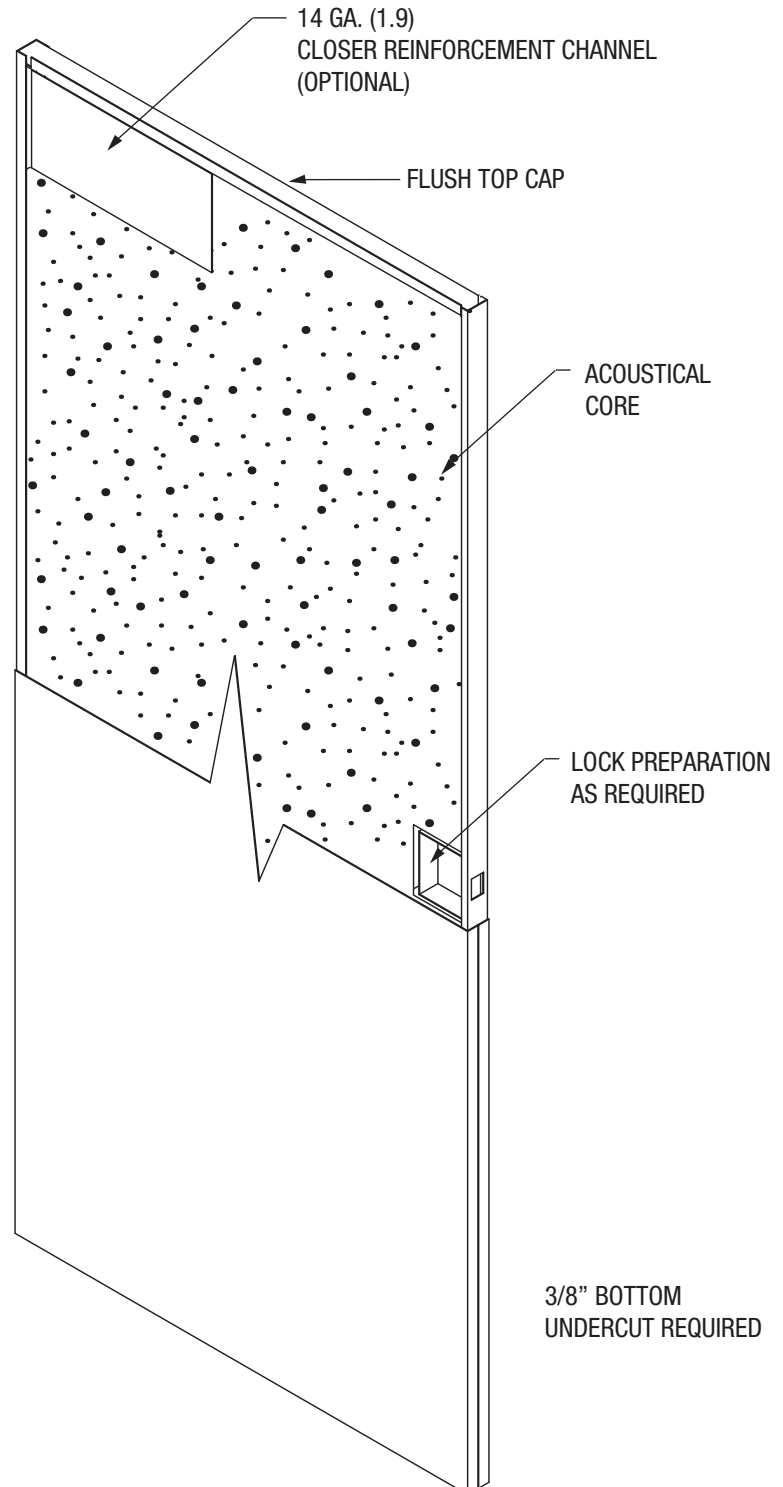 14 GA. (1.9)
CLOSER REINFORCEMENT CHANNEL
(OPTIONAL)
FLUSH TOP CAP
ACOUSTICAL
CORE
LOCK PREPARATION
AS REQUIRED
3/8” BOTTOM
UNDERCUT REQUIRED